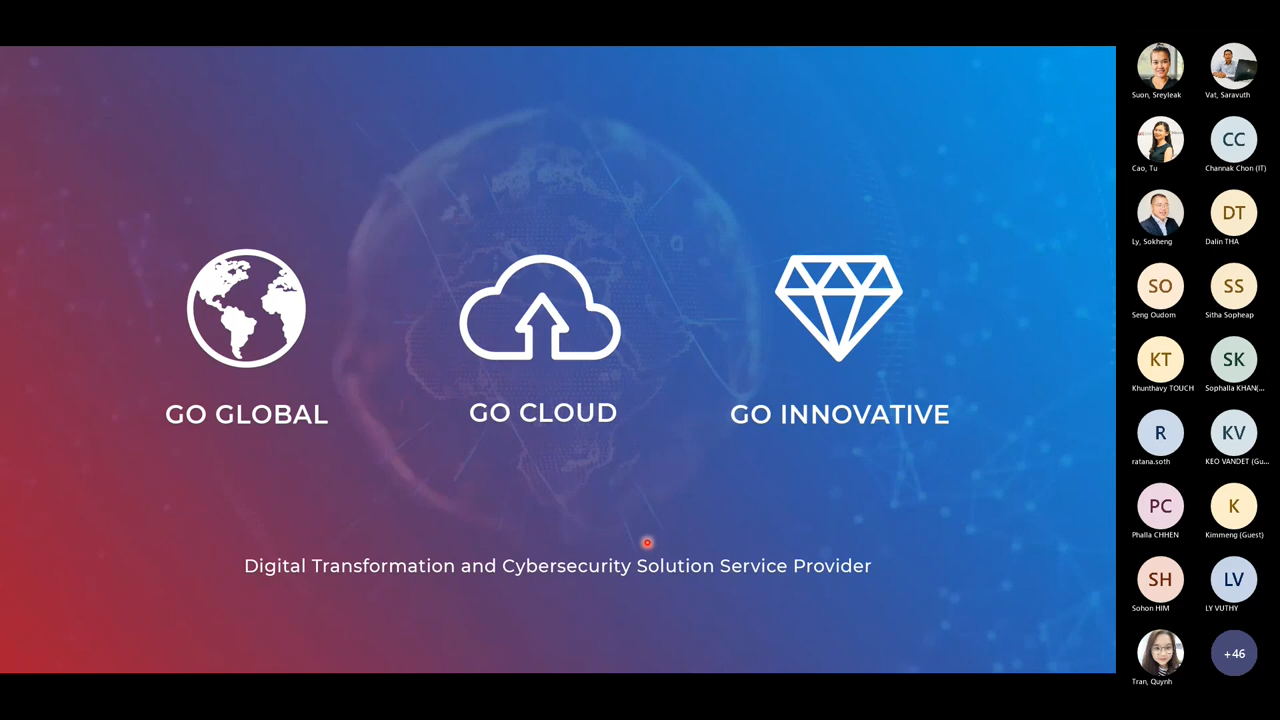 GO GLOBAL
GO CLOUD
GO INNOVATIVE
Digital Transformation and Cybersecurity Solution Service Provider
Suon, Sreyleak
Vat, Saravuth
Cao, Tu
CC
Channak Chon (IT)
Ly, Sokheng
DT
Dalin THA
SO
Seng Oudom
SS
Sitha Sopheap
KT
Khunthavy TOUCH
SK
Sophalla KHAN(...
R
ratana.soth
KV
KEO VANDET (Gu...
PC
Phalla CHHEN
K
Kimmeng (Guest)
SH
Sohon HIM
LV
LY VUTHY
Tran, Quynh
+46